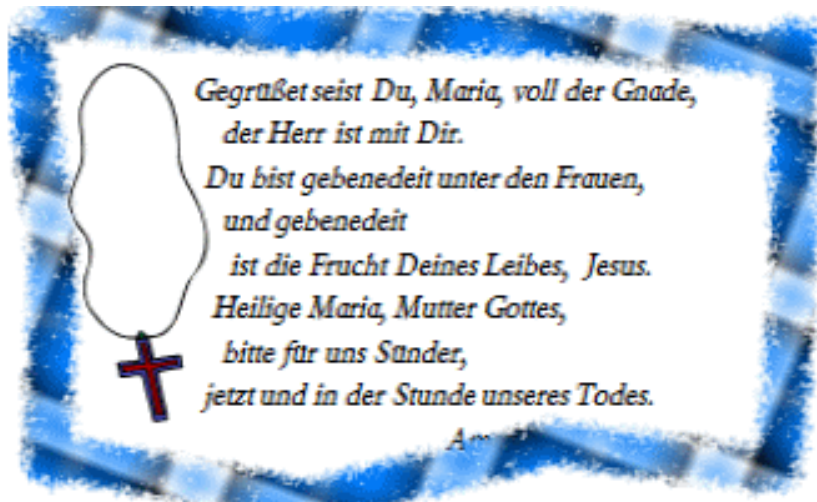 Gegrüßet seist Du, Maria, voll der Gnade,
der Herr ist mit Dir.
Du bist gebenedeit unter den Frauen,
und gebenedeit
ist die Frucht Deines Leibes, Jesus.
Heilige Maria, Mutter Gottes,
bitte für uns Sünder,
jetzt und in der Stunde unseres Todes.